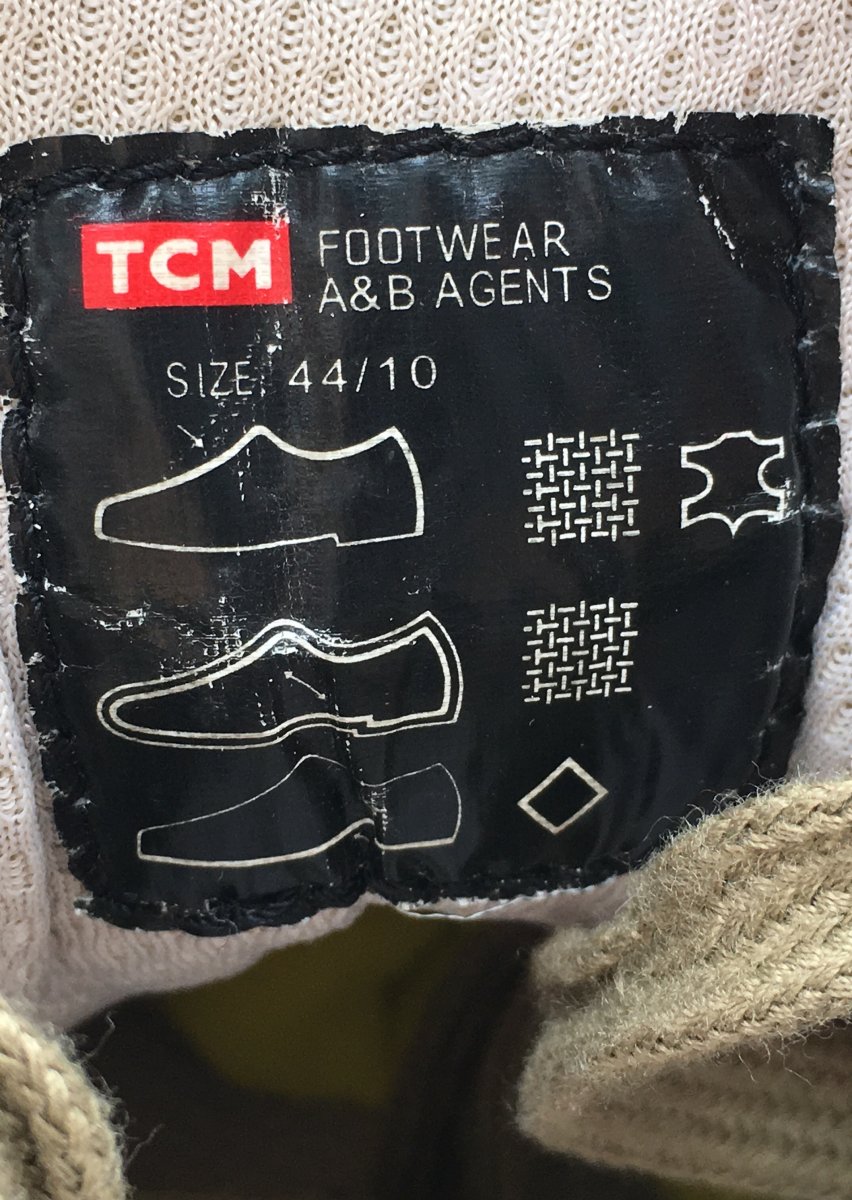 TCM
FOOTWEAR
A&B AGENTS
SIZE: 44/10